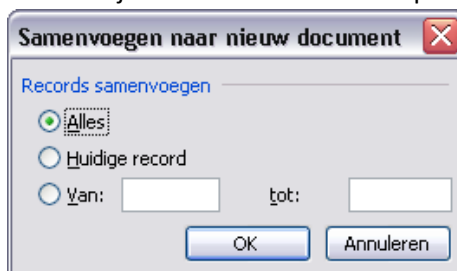 Samenvoegen naar nieuw document
Records samenvoegen
Alles
Huidige record
Van: tot:
OK Annuleren